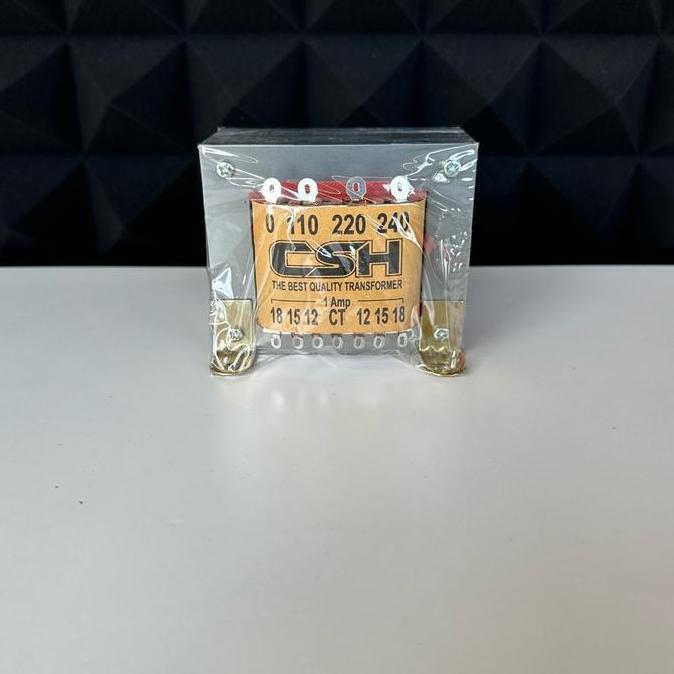 0 110 220 240
CSH
THE BEST QUALITY TRANSFORMER
1 Amp
18 15 12 CT 12 15 18